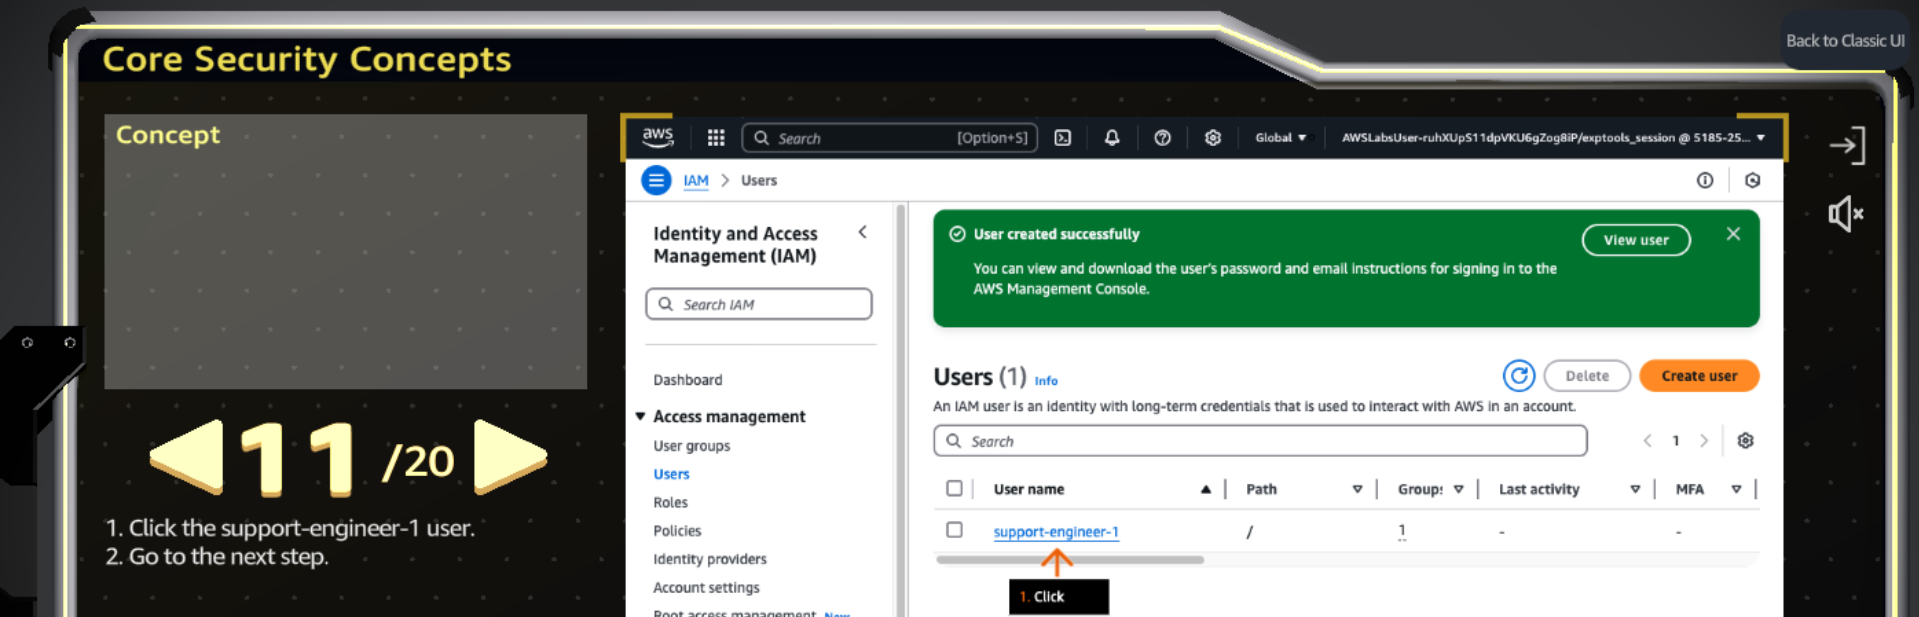 Back to Classic UI
Core Security Concepts
Concept
11 /20
1. Click the support-engineer-1 user.
2. Go to the next step.
aws
Search [Option+S]
Global
AWSLabsUser-ruhXUpS11dpVKU6gZog8iP/exptools_session @ 5185-25...
IAM > Users
Identity and Access
Management (IAM)
Search IAM
Dashboard
Access management
User groups
Users
Roles
Policies
Identity providers
Account settings
Root access management New
User created successfully
View user
You can view and download the user's password and email instructions for signing in to the
AWS Management Console.
Users (1) Info
Delete
Create user
An IAM user is an identity with long-term credentials that is used to interact with AWS in an account.
Search
1
User name Path Group: Last activity MFA
support-engineer-1 / 1 - -
1. Click